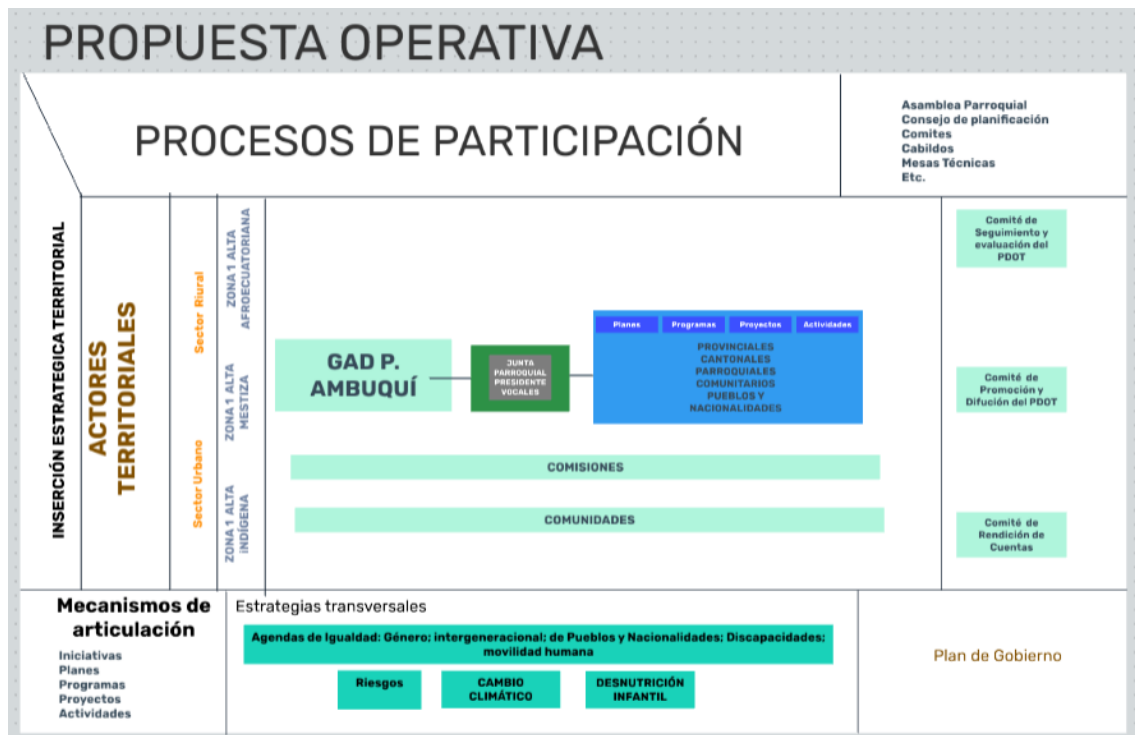 PROPUESTA OPERATIVA
PROCESOS DE PARTICIPACIÓN
Asamblea Parroquial
Consejo de planificación
Comites
Cabildos
Mesas Técnicas
Etc.
INSERCIÓN ESTRATEGICA TERRITORIAL
ACTORES
TERRITORIALES
Sector Riural
Sector Urbano
ZONA 1 ALTA
AFROECUATORIANA
ZONA 1 ALTA
MESTIZA
ZONA 1 ALTA
iNDÍGENA
GAD P.
AMBUQUÍ
JUNTA
PARROQUIAL
PRESIDENTE
VOCALES
Planes
Programas
Proyectos
Actividades
PROVINCIALES
CANTONALES
PARROQUIALES
COMUNITARIOS
PUEBLOS Y
NACIONALIDADES
COMISIONES
COMUNIDADES
Comité de
Seguimiento y
evaluación del
PDOT
Comité de
Promoción y
Difución del PDOT
Comité de
Rendición de
Cuentas
Mecanismos de
articulación
Iniciativas
Planes
Programas
Proyectos
Actividades
Estrategias transversales
Agendas de Igualdad: Género; intergeneracional; de Pueblos y Nacionalidades; Discapacidades;
movilidad humana
Riesgos
CAMBIO
CLIMÁTICO
DESNUTRICIÓN
INFANTIL
Plan de Gobierno